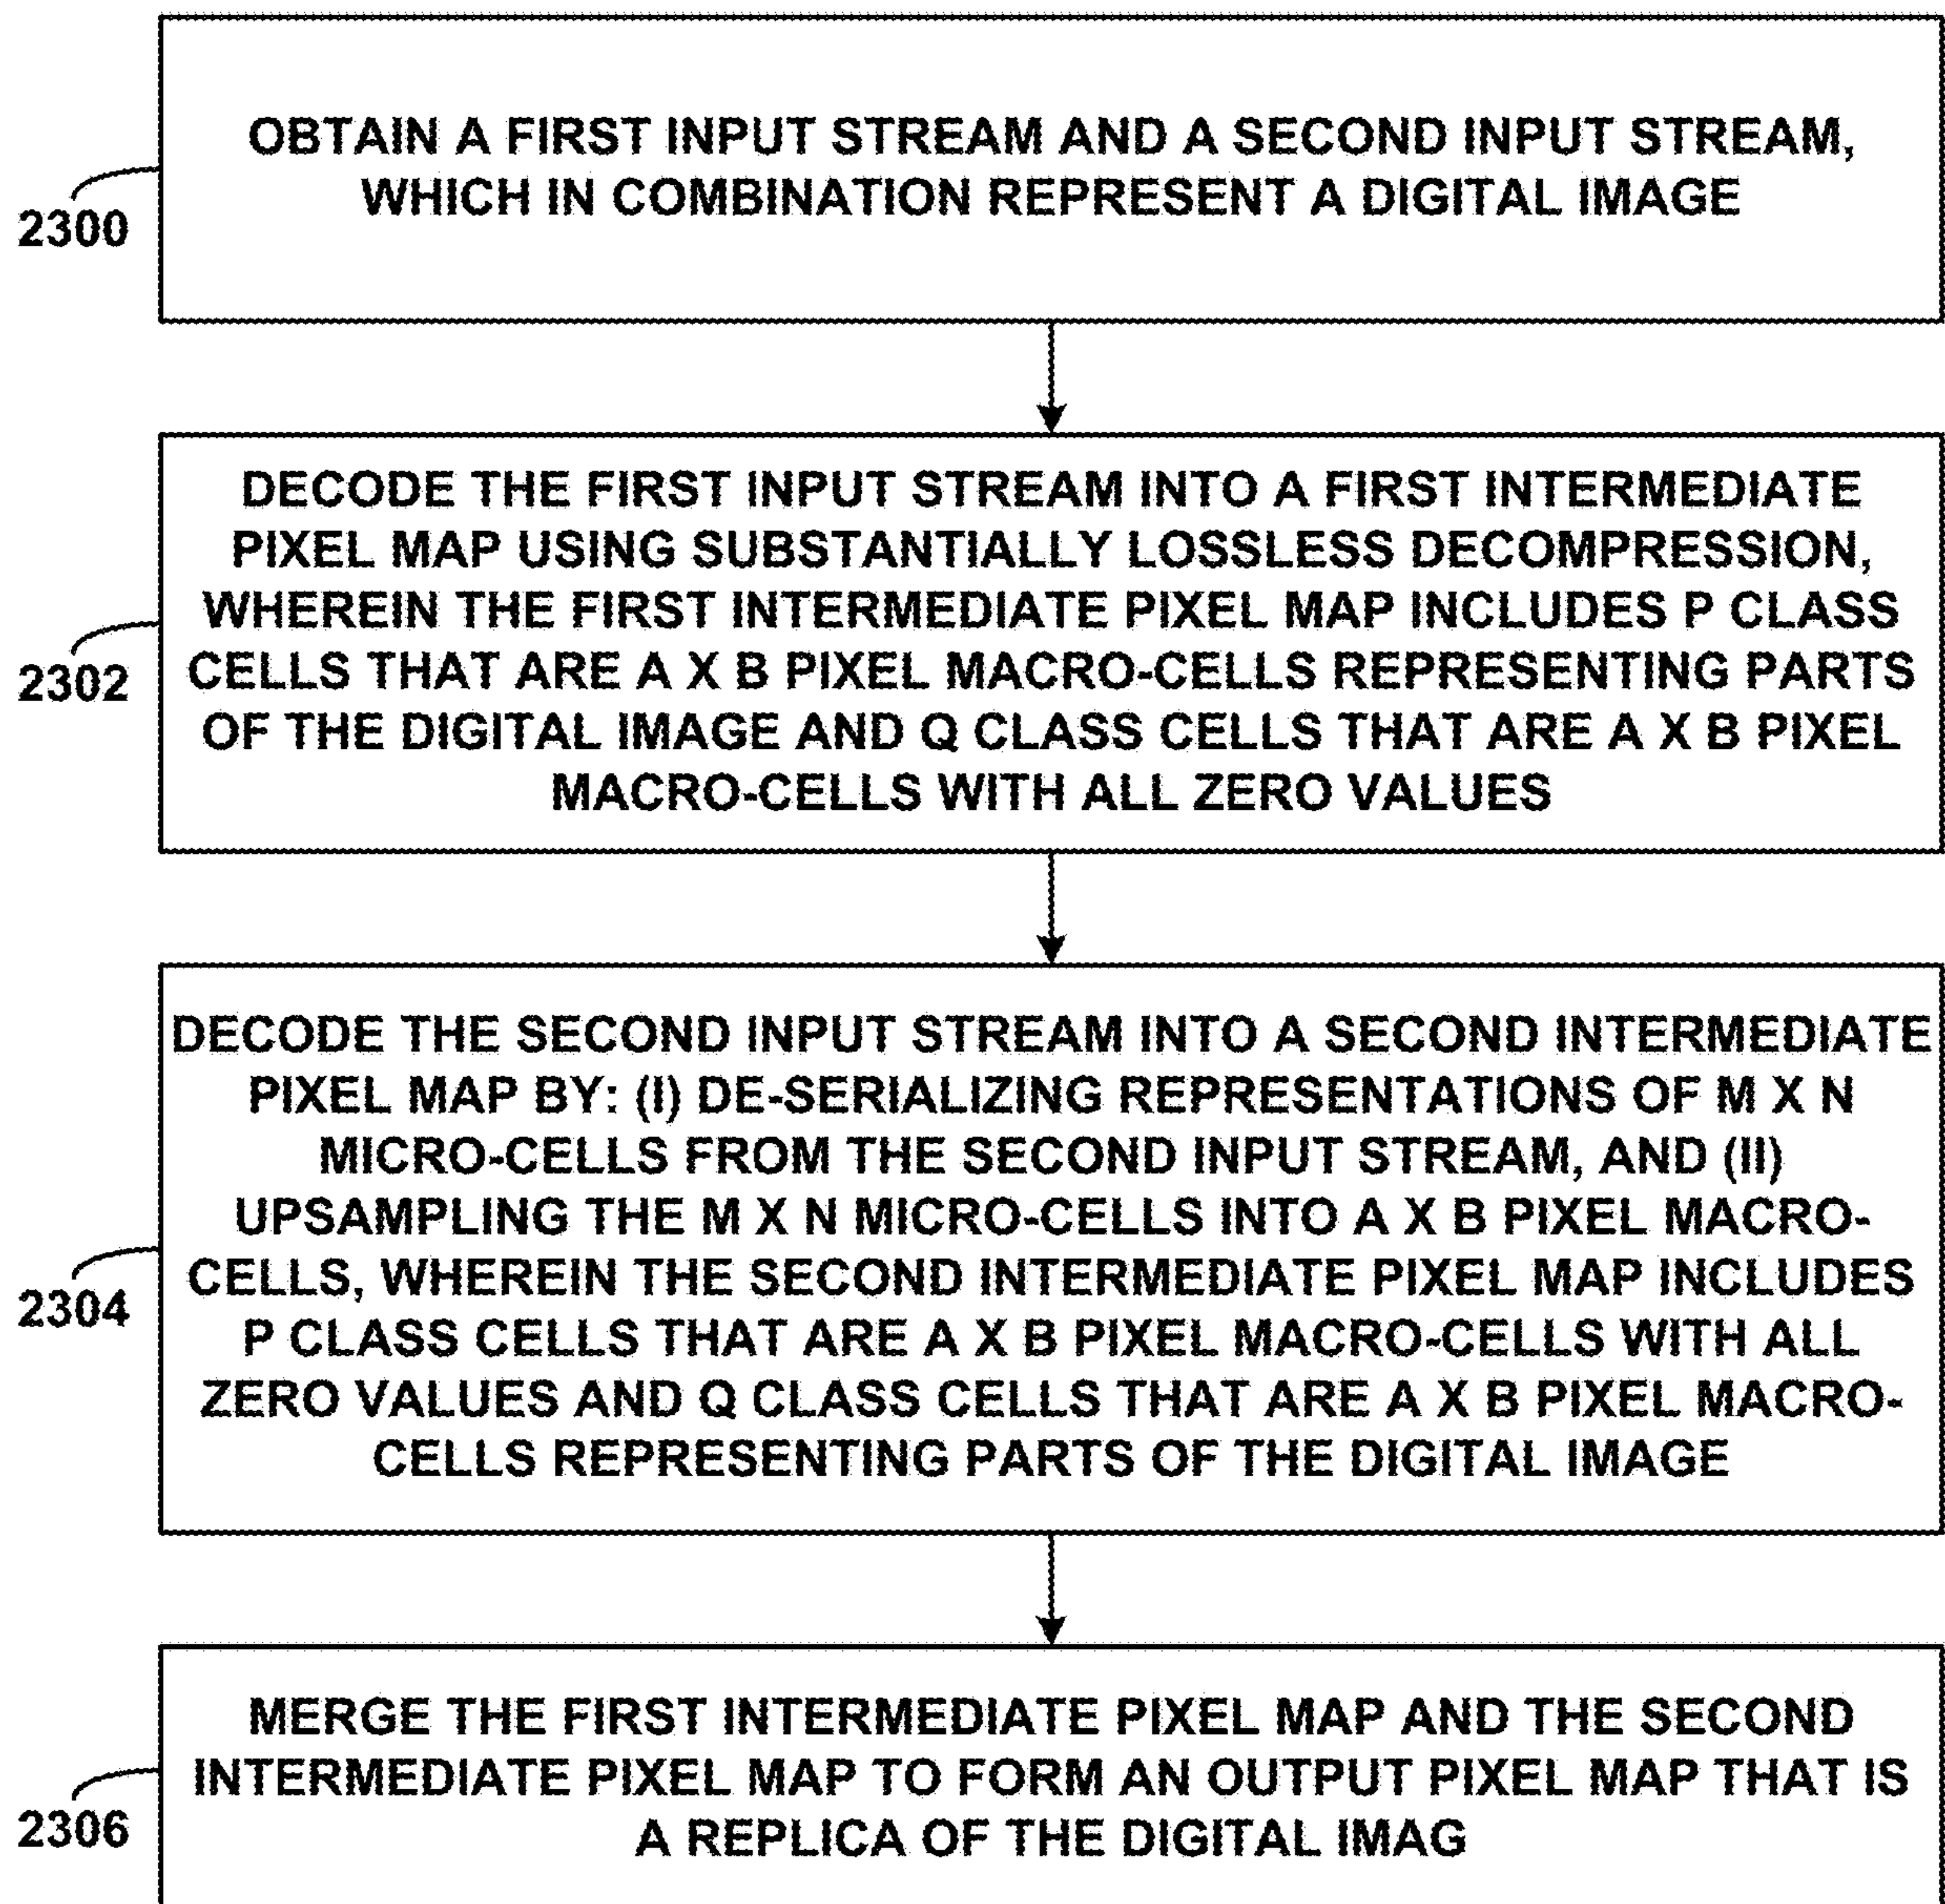 OBTAIN A FIRST INPUT STREAM AND A SECOND INPUT STREAM,
WHICH IN COMBINATION REPRESENT A DIGITAL IMAGE
2300
DECODE THE FIRST INPUT STREAM INTO A FIRST INTERMEDIATE
PIXEL MAP USING SUBSTANTIALLY LOSSLESS DECOMPRESSION,
WHEREIN THE FIRST INTERMEDIATE PIXEL MAP INCLUDES P CLASS
CELLS THAT ARE A X B PIXEL MACRO-CELLS REPRESENTING PARTS
OF THE DIGITAL IMAGE AND Q CLASS CELLS THAT ARE A X B PIXEL
MACRO-CELLS WITH ALL ZERO VALUES
2302
DECODE THE SECOND INPUT STREAM INTO A SECOND INTERMEDIATE
PIXEL MAP BY: (I) DE-SERIALIZING REPRESENTATIONS OF M X N
MICRO-CELLS FROM THE SECOND INPUT STREAM, AND (II)
UPSAMPLING THE M X N MICRO-CELLS INTO A X B PIXEL MACRO-
CELLS, WHEREIN THE SECOND INTERMEDIATE PIXEL MAP INCLUDES
P CLASS CELLS THAT ARE A X B PIXEL MACRO-CELLS WITH ALL
ZERO VALUES AND Q CLASS CELLS THAT ARE A X B PIXEL MACRO-
CELLS REPRESENTING PARTS OF THE DIGITAL IMAGE
2304
MERGE THE FIRST INTERMEDIATE PIXEL MAP AND THE SECOND
INTERMEDIATE PIXEL MAP TO FORM AN OUTPUT PIXEL MAP THAT IS
A REPLICA OF THE DIGITAL IMAG
2306